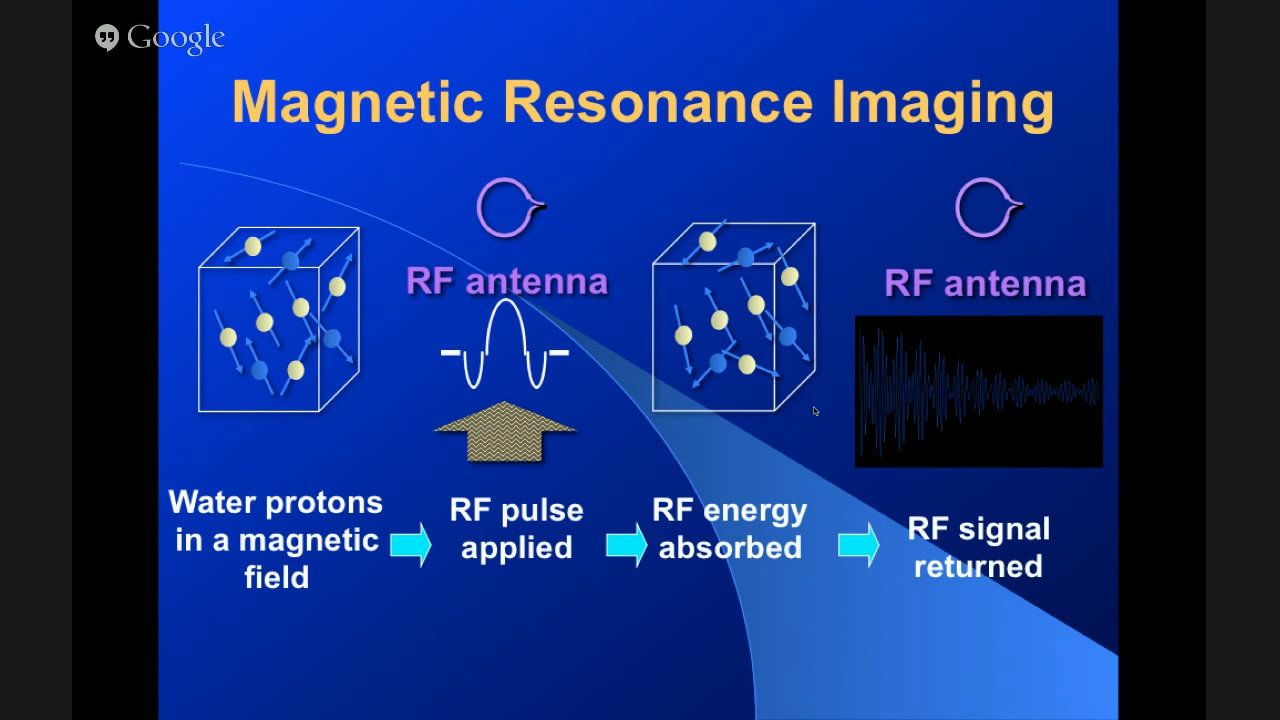 Google
Magnetic Resonance Imaging
RF antenna
RF antenna
Water protons
in a magnetic
field
RF pulse
applied
RF energy
absorbed
RF signal
returned